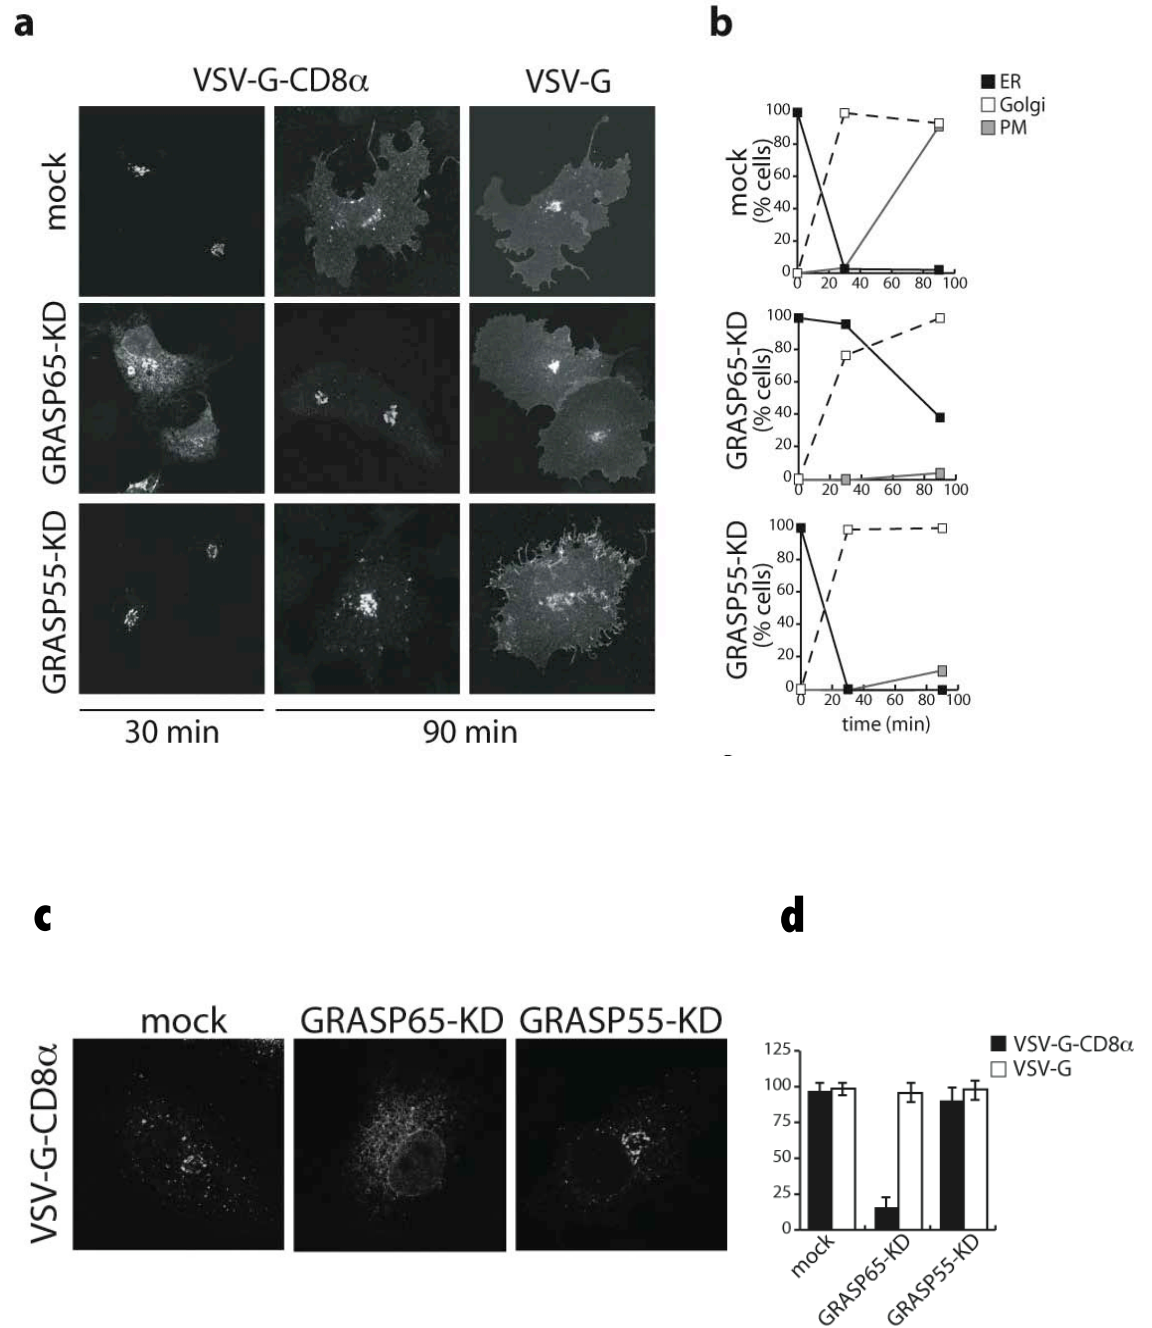 a
VSV-G-CD8α
VSV-G
mock
GRASP65-KD
GRASP55-KD
30 min
90 min
b
ER
Golgi
PM
mock
(% cells)
100
80
60
40
20
0
0 20 40 60 80 100
GRASP65-KD
(% cells)
100
80
60
40
20
0
0 20 40 60 80 100
GRASP55-KD
(% cells)
100
80
60
40
20
0
0 20 40 60 80 100
time (min)
c
mock
GRASP65-KD
GRASP55-KD
VSV-G-CD8α
d
VSV-G-CD8α
VSV-G
125
100
75
50
25
0
mock
GRASP65-KD
GRASP55-KD